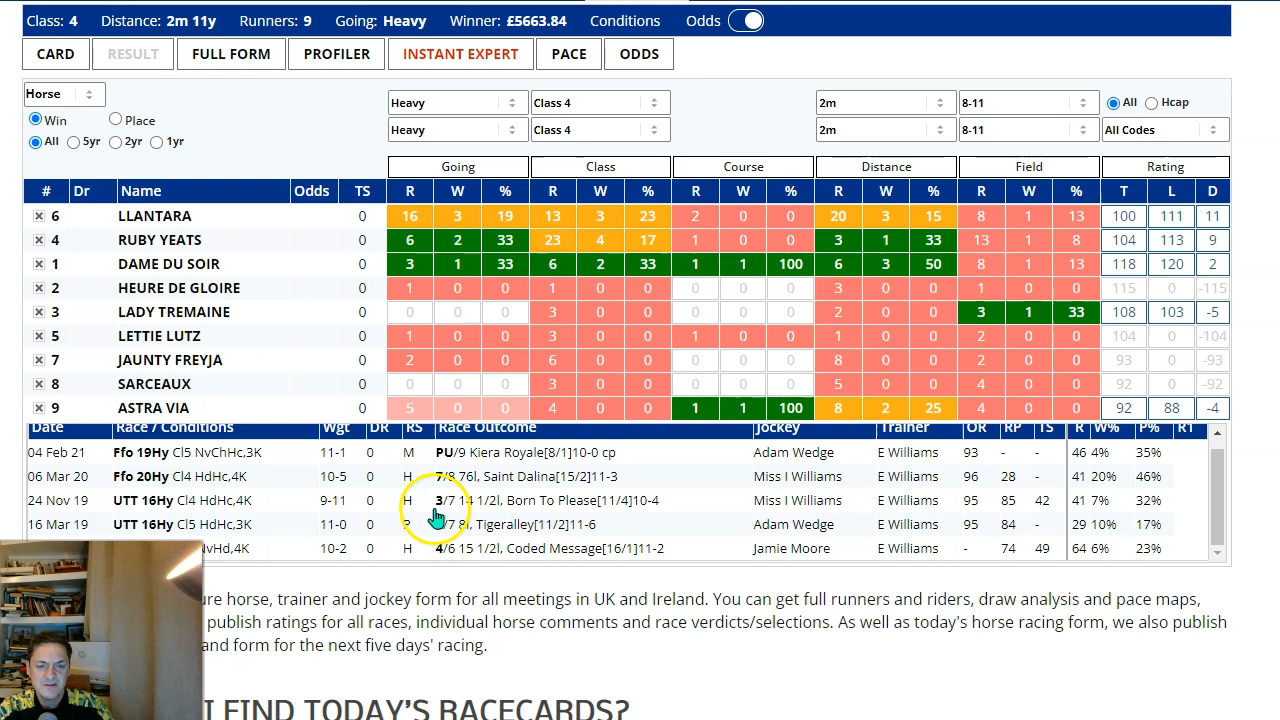 Class: 4 Distance: 2m 11y Runners: 9 Going: Heavy Winner: £5663.84 Conditions Odds
CARD RESULT FULL FORM PROFILER INSTANT EXPERT PACE ODDS
Horse Heavy Class 4 2m 8-11 All Hcap
Win Place Heavy Class 4 2m 8-11 All Codes
All 5yr 2yr 1yr
Going Class Course Distance Field Rating
# Dr Name Odds TS R W % R W % R W % R W % R W % T L D
6 LLANTARA 0 16 3 19 13 3 23 2 0 0 20 3 15 8 1 13 100 111 11
4 RUBY YEATS 0 6 2 33 23 4 17 1 0 0 3 1 33 13 1 8 104 113 9
1 DAME DU SOIR 0 3 1 33 6 2 33 1 1 100 6 3 50 8 1 13 118 120 2
2 HEURE DE GLOIRE 0 1 0 0 1 0 0 0 0 0 3 0 0 1 0 0 115 0 -115
3 LADY TREMAINE 0 0 0 0 3 0 0 0 0 0 2 0 0 3 1 33 108 103 -5
5 LETTIE LUTZ 0 1 0 0 3 0 0 1 0 0 1 0 0 2 0 0 104 0 -104
7 JAUNTY FREYJA 0 2 0 0 6 0 0 0 0 0 8 0 0 2 0 0 93 0 -93
8 SARCEAUX 0 0 0 0 3 0 0 0 0 0 5 0 0 4 0 0 92 0 -92
9 ASTRA VIA 0 5 0 0 4 0 0 1 1 100 8 2 25 4 0 0 92 88 -4
Date Race / Conditions Wgt DR RS Race Outcome Jockey Trainer OR RP TS R W% P% RT
04 Feb 21 Ffo 19Hy Cl5 NvChHc,3K 11-1 0 M PU/9 Kiera Royale[8/1]10-0 cp Adam Wedge E Williams 93 - - 46 4% 35%
06 Mar 20 Ffo 20Hy Cl4 HdHc,4K 10-5 0 H 7/8 76l, Saint Dalina[15/2]11-3 Miss I Williams E Williams 96 28 - 41 20% 46%
24 Nov 19 UTT 16Hy Cl4 HdHc,4K 9-11 0 H 3/7 14 1/2l, Born To Please[11/4]10-4 Miss I Williams E Williams 95 85 42 41 7% 32%
16 Mar 19 UTT 16Hy Cl5 HdHc,3K 11-0 0 P /7 8l, Tigeralley[11/2]11-6 Adam Wedge E Williams 95 84 - 29 10% 17%
NvHd,4K 10-2 0 H 4/6 15 1/2l, Coded Message[16/1]11-2 Jamie Moore E Williams - 74 49 64 6% 23%
ure horse, trainer and jockey form for all meetings in UK and Ireland. You can get full runners and riders, draw analysis and pace maps,
publish ratings for all races, individual horse comments and race verdicts/selections. As well as today's horse racing form, we also publish
and form for the next five days' racing.
I FIND TODAY'S RACECARDS?